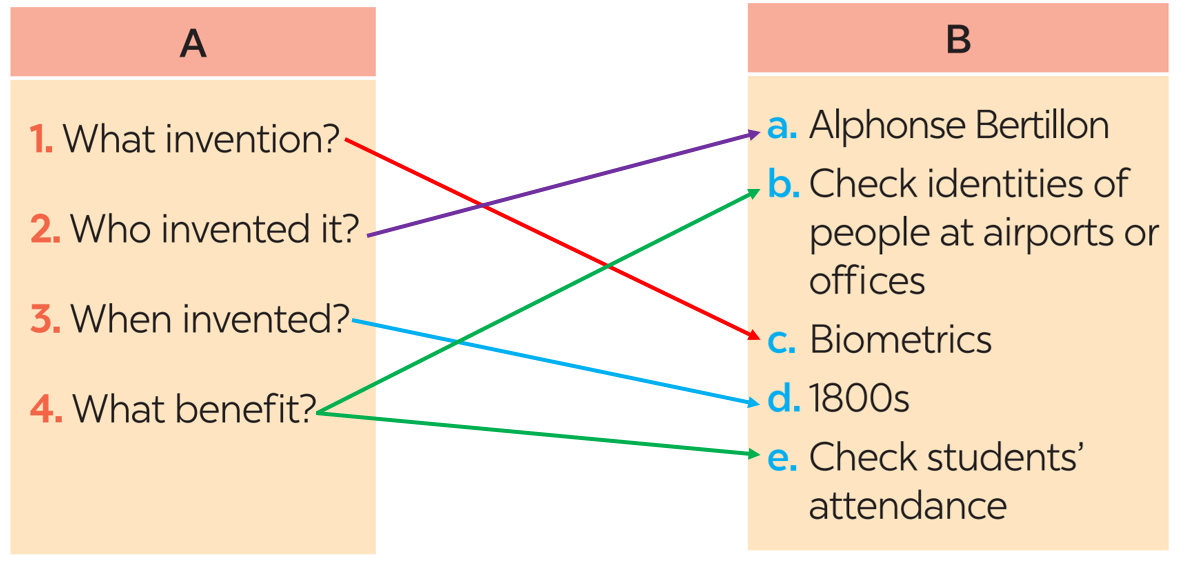 A
1. What invention?
2. Who invented it?
3. When invented?
4. What benefit?
B
a. Alphonse Bertillon
b. Check identities of
people at airports or
offices
c. Biometrics
d. 1800s
e. Check students’
attendance